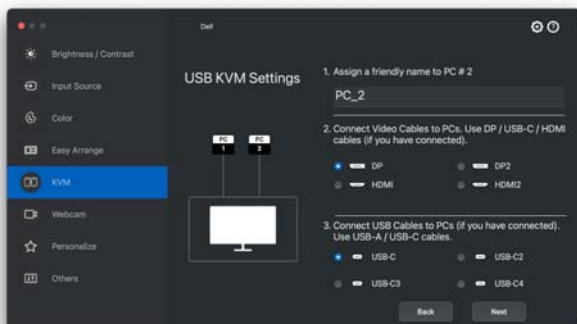 Dell
Brightness / Contrast
Input Source
Color
Easy Arrange
KVM
Webcam
Personalize
Others
USB KVM Settings
PC
1
PC
2
1. Assign a friendly name to PC # 2
PC_2
2. Connect Video Cables to PCs. Use DP / USB-C / HDMI
cables (if you have connected).
DP
DP2
HDMI
HDMI2
3. Connect USB Cables to PCs (if you have connected).
Use USB-A / USB-C cables.
USB-C
USB-C2
USB-C3
USB-C4
Back
Next